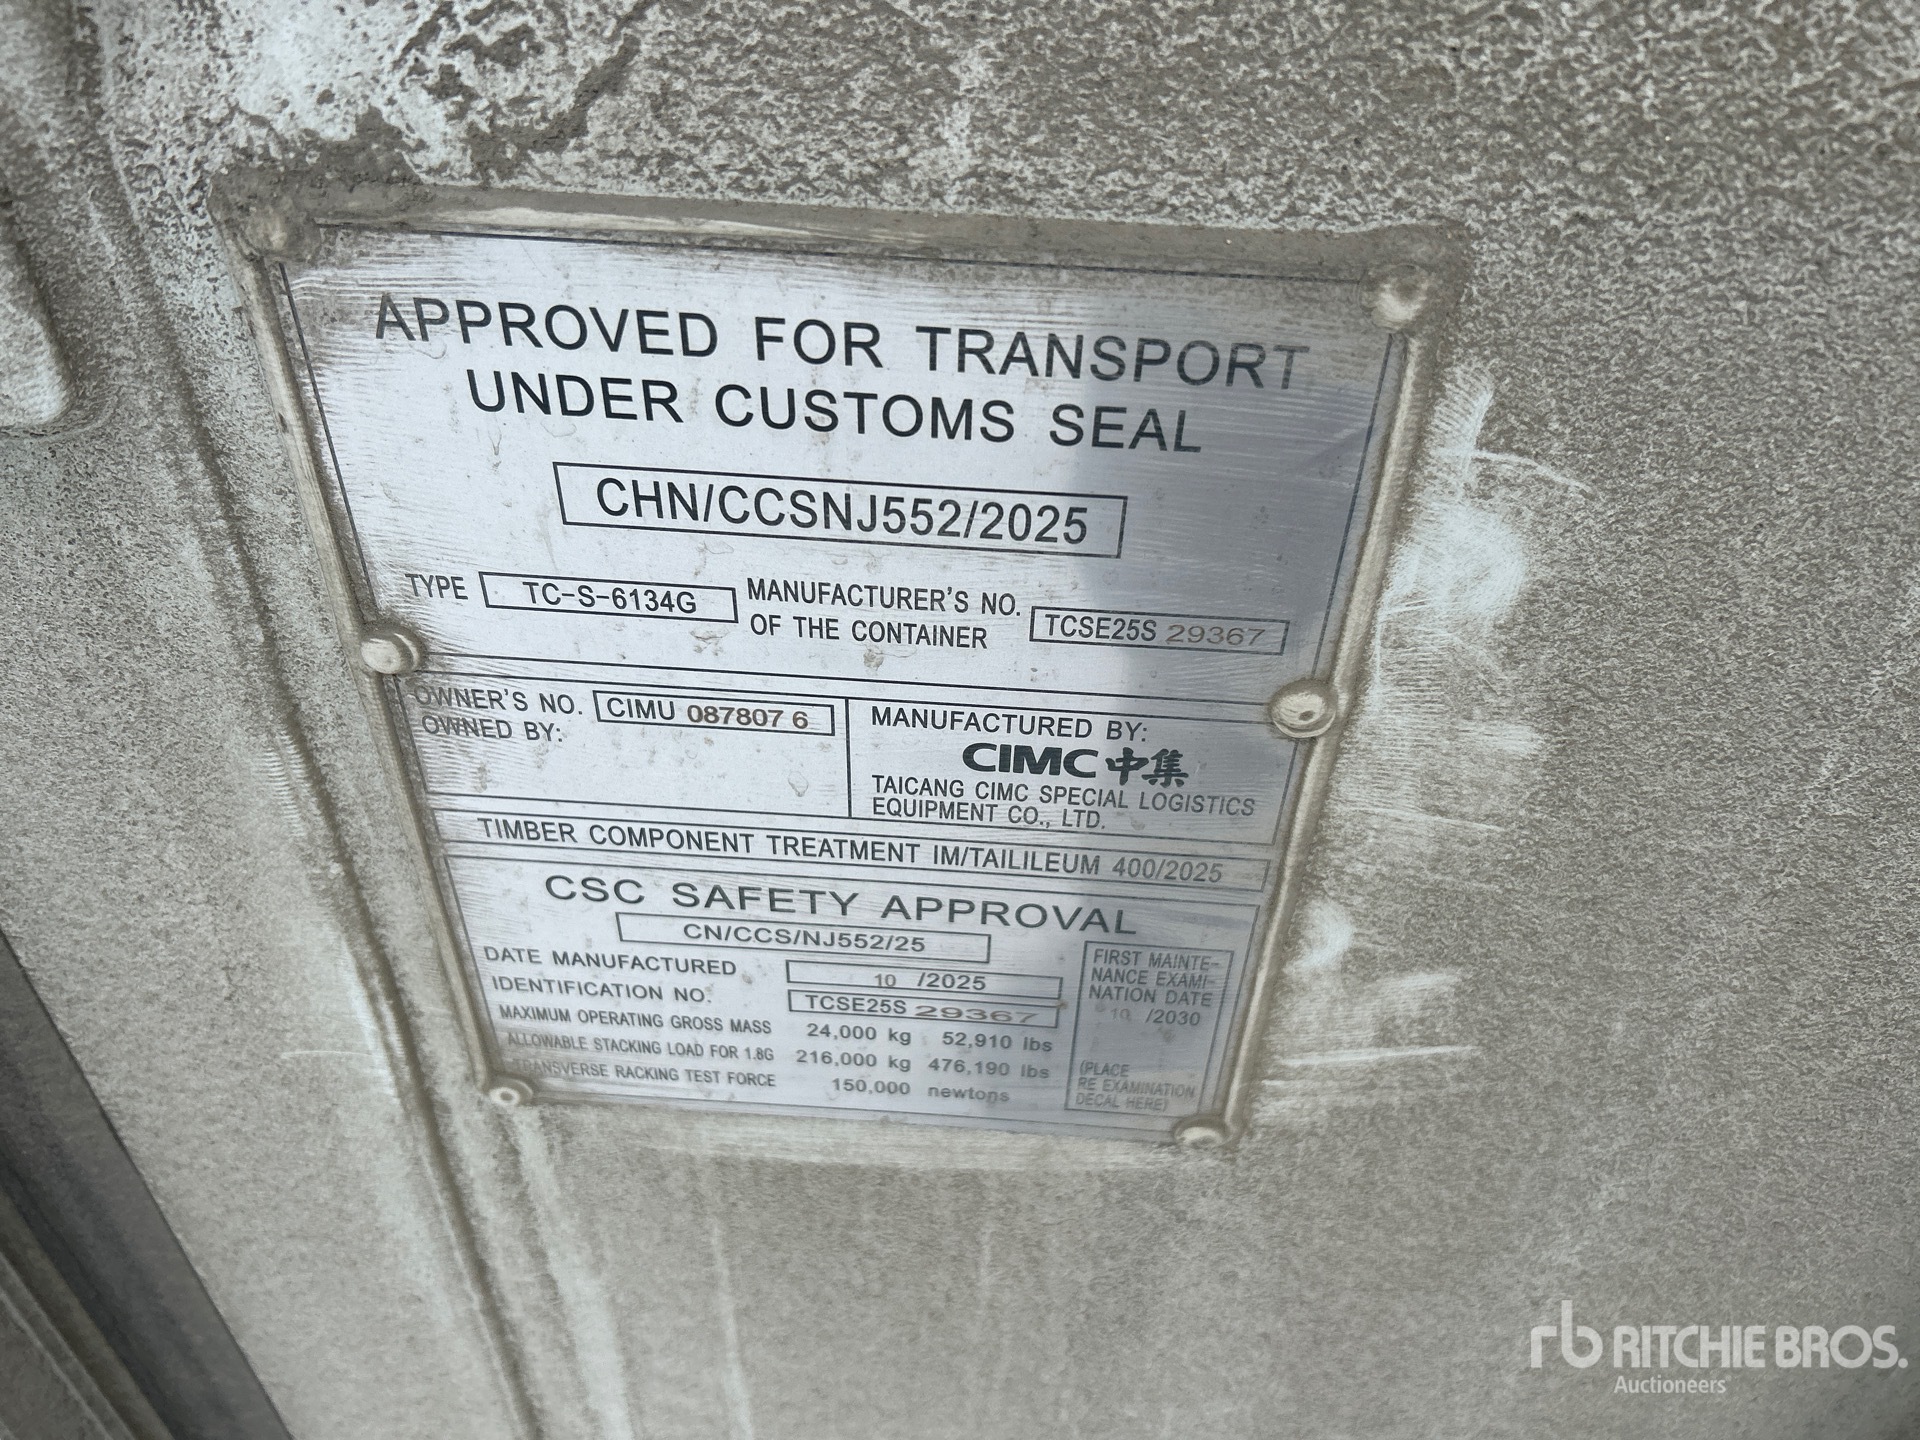 APPROVED FOR TRANSPORT
UNDER CUSTOMS SEAL
CHN/CCSNJ552/2025
TYPE TC-S-6134G MANUFACTURER'S NO. OF THE CONTAINER TCSE25S 29367
OWNER'S NO. CIMU 087807 6
OWNED BY:
MANUFACTURED BY:
CIMC 中集
TAICANG CIMC SPECIAL LOGISTICS
EQUIPMENT CO., LTD.
TIMBER COMPONENT TREATMENT IM/TAILILEUM 400/2025
CSC SAFETY APPROVAL
CN/CCS/NJ552/25
DATE MANUFACTURED 10 /2025
IDENTIFICATION NO. TCSE25S 29367
MAXIMUM OPERATING GROSS MASS 24,000 kg 52,910 lbs
ALLOWABLE STACKING LOAD FOR 1.8G 216,000 kg 476,190 lbs
TRANSVERSE RACKING TEST FORCE 150,000 newtons
FIRST MAINTE-
NANCE EXAMI-
NATION DATE
10 /2030
(PLACE
RE EXAMINATION
DECAL HERE)
rb RITCHIE BROS.
Auctioneers